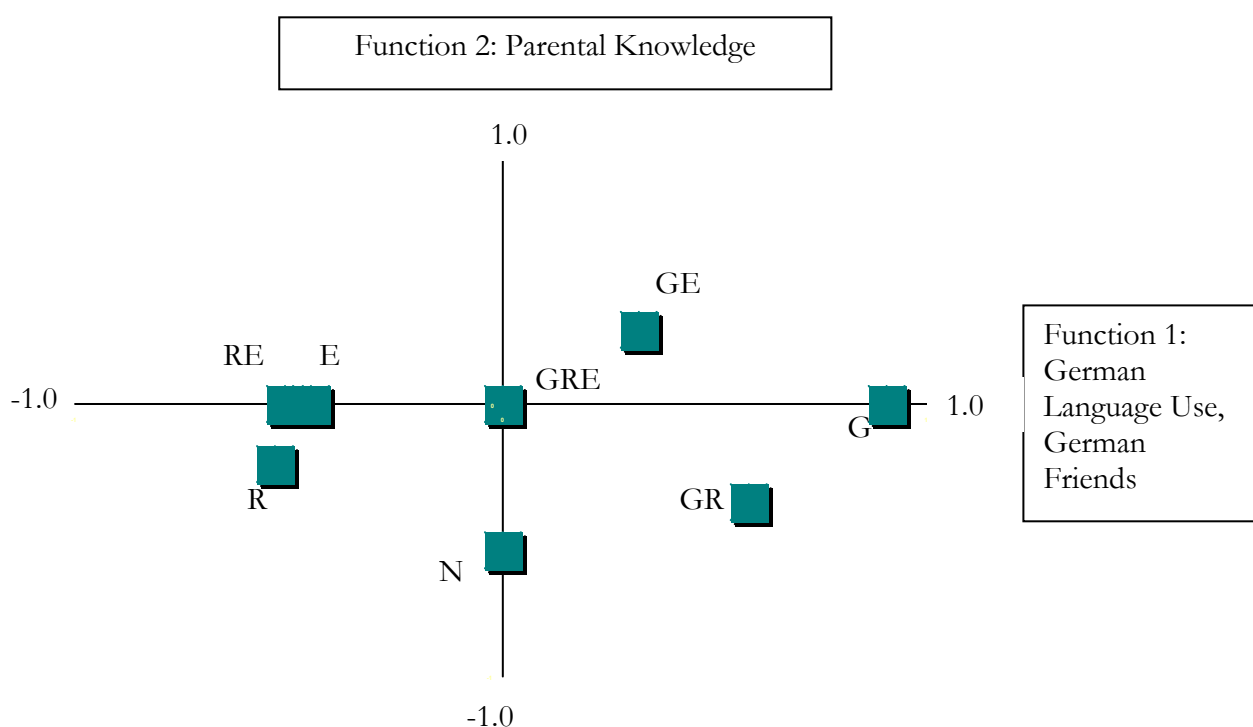 Function 2: Parental Knowledge
1.0
GE
RE E
GRE
-1.0
1.0
G
R
GR
N
-1.0
Function 1:
German
Language Use,
German
Friends